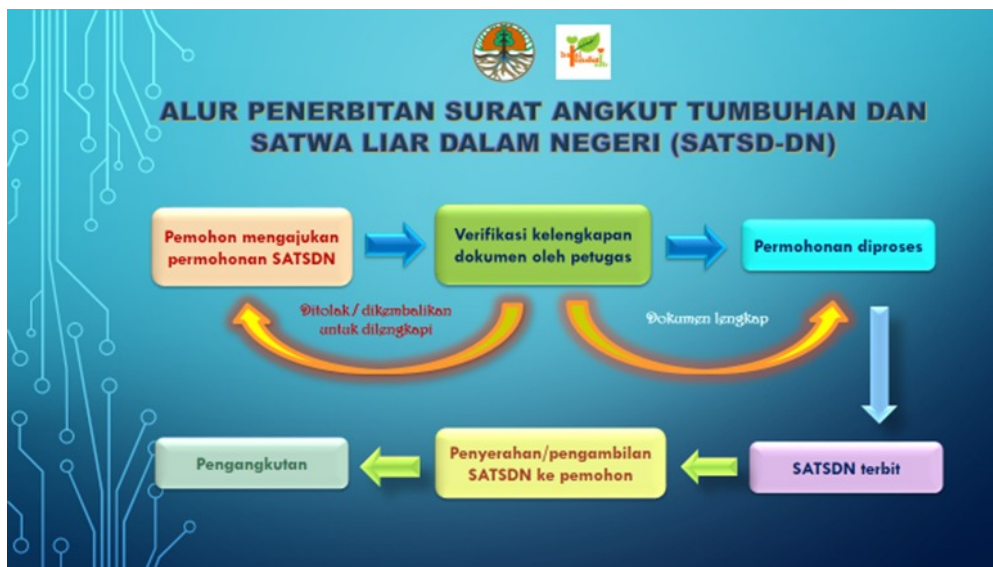 ALUR PENERBITAN SURAT ANGKUT TUMBUHAN DAN
SATWA LIAR DALAM NEGERI (SATSD-DN)
Pemohon mengajukan
permohonan SATSDN
Verifikasi kelengkapan
dokumen oleh petugas
Permohonan diproses
Ditolak / dikembalikan
untuk dilengkapi
Dokumen lengkap
Pengangkutan
Penyerahan/pengambilan
SATSDN ke pemohon
SATSDN terbit